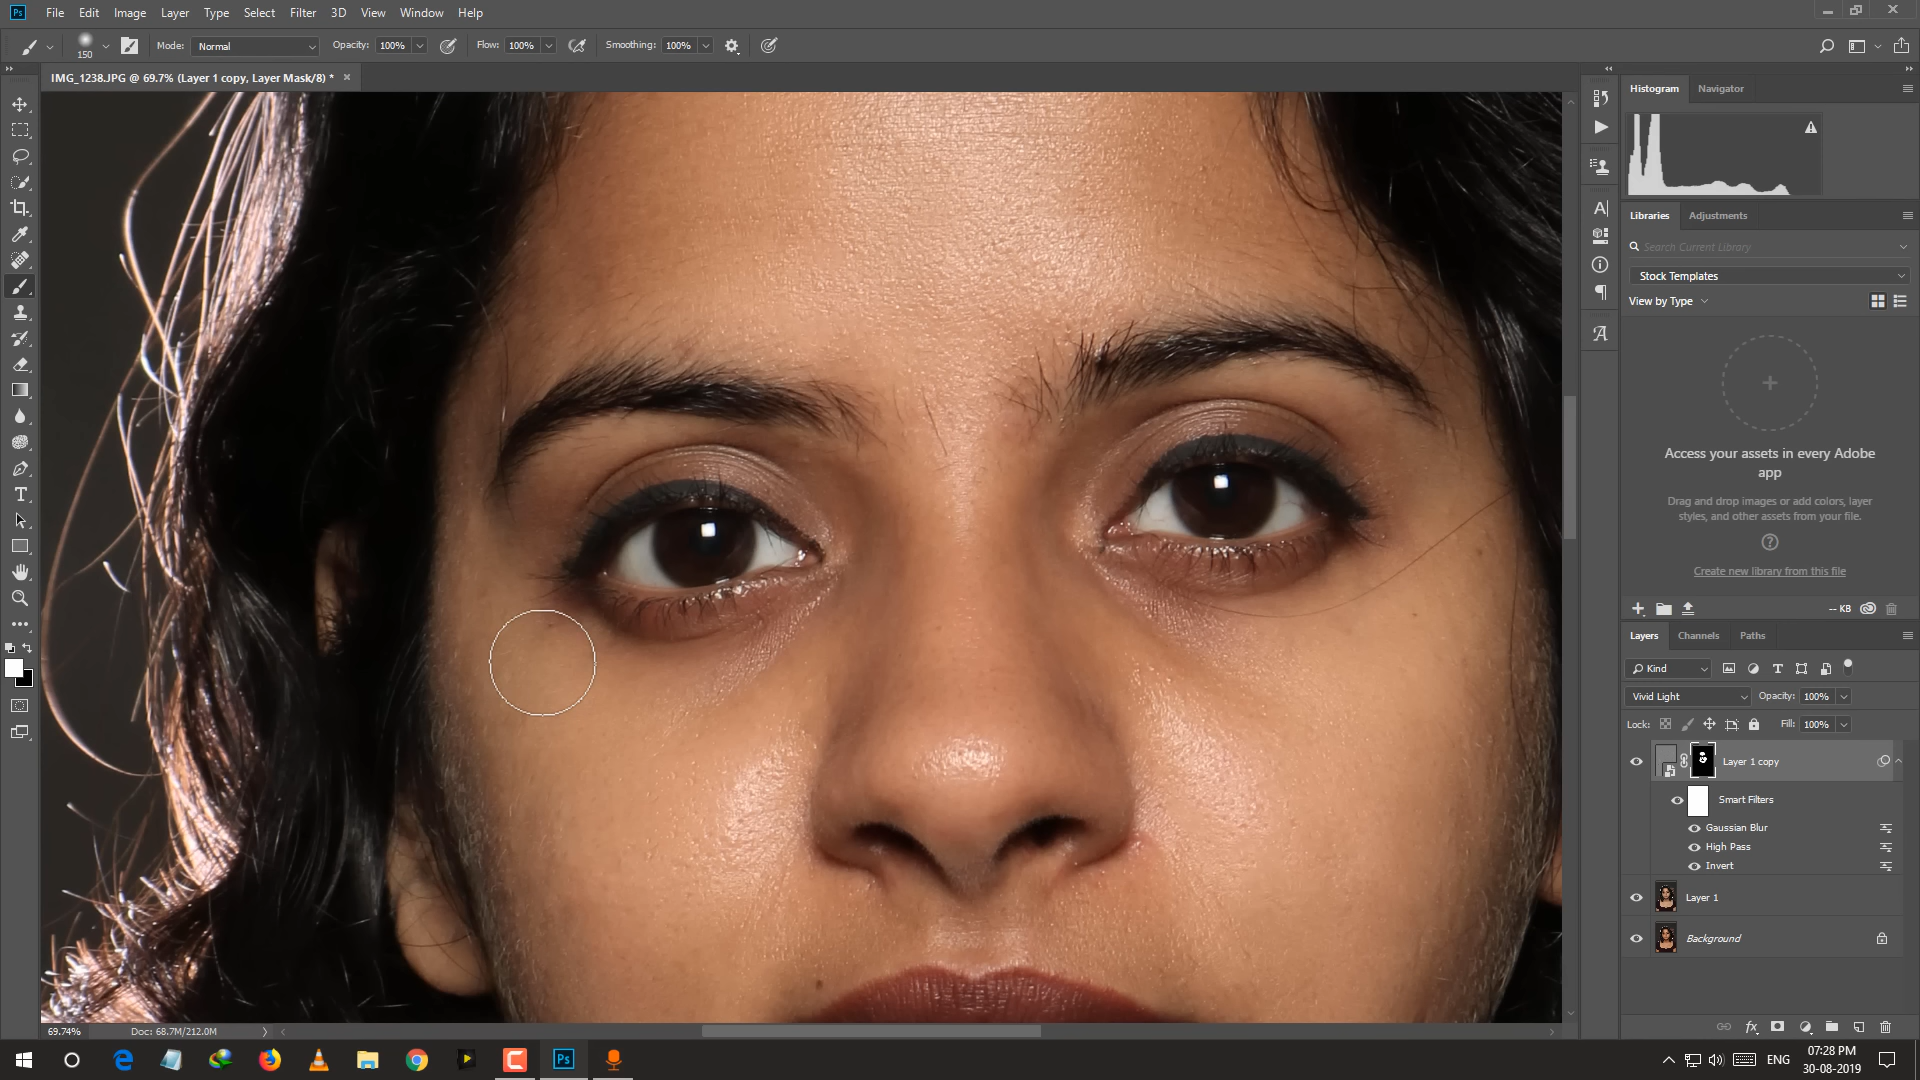 Ps File Edit Image Layer Type Select Filter 3D View Window Help
150 Mode: Normal Opacity: 100% Flow: 100% Smoothing: 100%
IMG_1238.JPG @ 69.7% (Layer 1 copy, Layer Mask/8) * ×
Histogram Navigator
Libraries Adjustments
Search Current Library
Stock Templates
View by Type
Access your assets in every Adobe
app
Drag and drop images or add colors, layer
styles, and other assets from your file.
Create new library from this file
-- KB
Layers Channels Paths
Kind
Vivid Light Opacity: 100%
Lock: Fill: 100%
Layer 1 copy
Smart Filters
Gaussian Blur
High Pass
Invert
Layer 1
Background
69.74% Doc: 68.7M/212.0M
Ps ENG 07:28 PM
30-08-2019